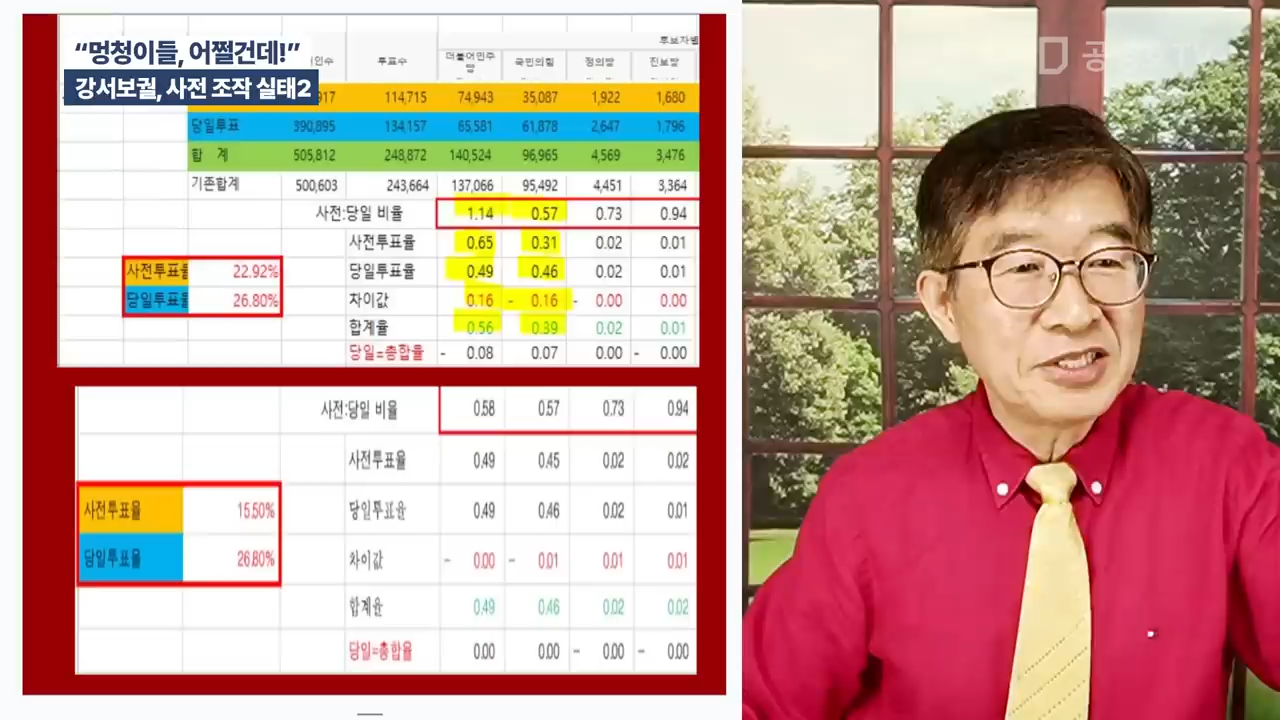 “멍청이들, 어쩔건데!”
강서보궐, 사전 조작 실태2
후보자별
인수 투표수 더불어민주당 국민의힘 정의당 진보당
917 114,715 74,943 35,087 1,922 1,680
당일투표 390,895 134,157 65,581 61,878 2,647 1,796
합 계 505,812 248,872 140,524 96,965 4,569 3,476
기존합계 500,603 243,664 137,066 95,492 4,451 3,364
사전:당일 비율 1.14 0.57 0.73 0.94
사전투표율 0.65 0.31 0.02 0.01
사전투표율 22.92% 당일투표율 0.49 0.46 0.02 0.01
당일투표율 26.80% 차이값 0.16 - 0.16 - 0.00 0.00
합계율 0.56 0.39 0.02 0.01
당일=총합율 - 0.08 0.07 0.00 - 0.00
사전:당일 비율 0.58 0.57 0.73 0.94
사전투표율 0.49 0.45 0.02 0.02
사전투표율 15.50% 당일투표율 0.49 0.46 0.02 0.01
당일투표율 26.80% 차이값 - 0.00 - 0.01 0.01 0.01
합계율 0.49 0.46 0.02 0.02
당일=총합율 0.00 0.00 - 0.00 - 0.00